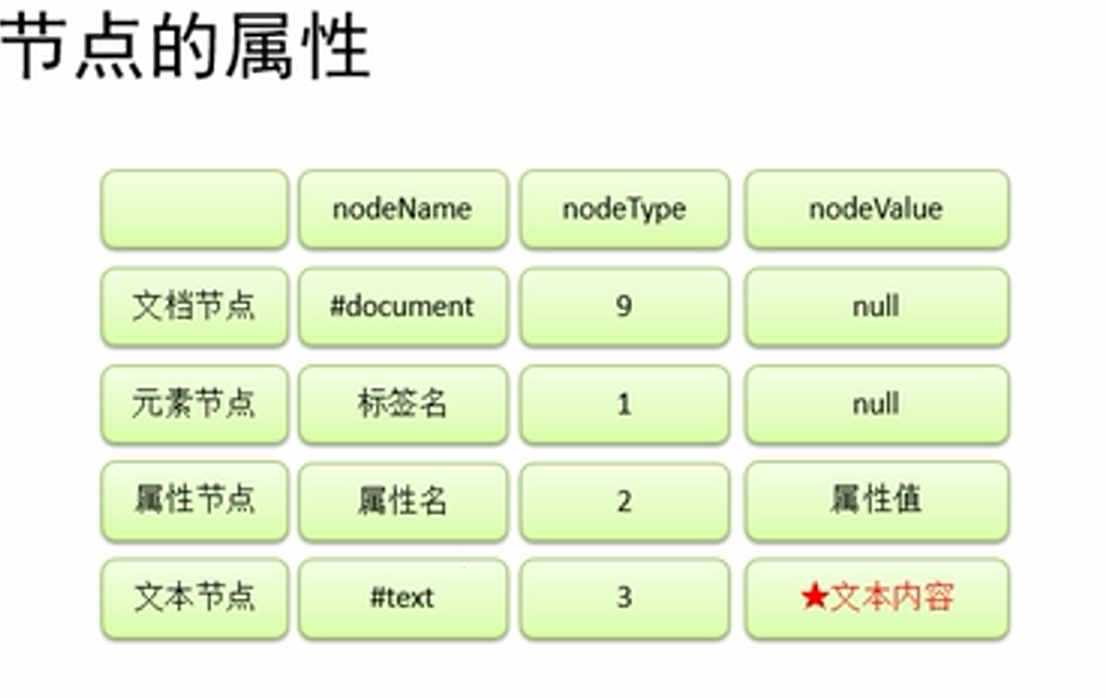 节点的属性
nodeName nodeType nodeValue
文档节点 #document 9 null
元素节点 标签名 1 null
属性节点 属性名 2 属性值
文本节点 #text 3 ★文本内容